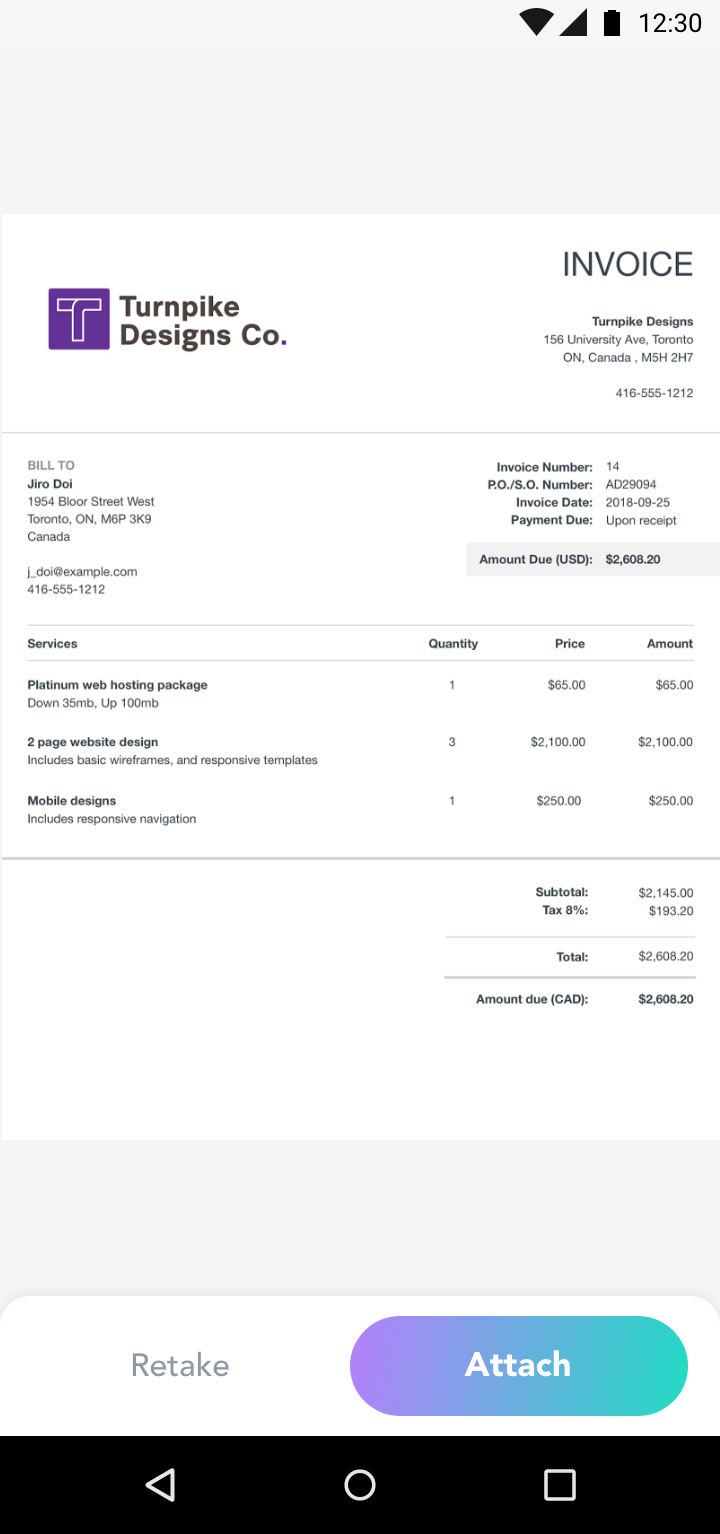 12:30
INVOICE
Turnpike
Designs Co.
Turnpike Designs
156 University Ave, Toronto
ON, Canada , M5H 2H7
416-555-1212
BILL TO
Jiro Doi
1954 Bloor Street West
Toronto, ON, M6P 3K9
Canada
j_doi@example.com
416-555-1212
Invoice Number: 14
P.O./S.O. Number: AD29094
Invoice Date: 2018-09-25
Payment Due: Upon receipt
Amount Due (USD): $2,608.20
Services Quantity Price Amount
Platinum web hosting package 1 $65.00 $65.00
Down 35mb, Up 100mb
2 page website design 3 $2,100.00 $2,100.00
Includes basic wireframes, and responsive templates
Mobile designs 1 $250.00 $250.00
Includes responsive navigation
Subtotal: $2,145.00
Tax 8%: $193.20
Total: $2,608.20
Amount due (CAD): $2,608.20
Retake Attach